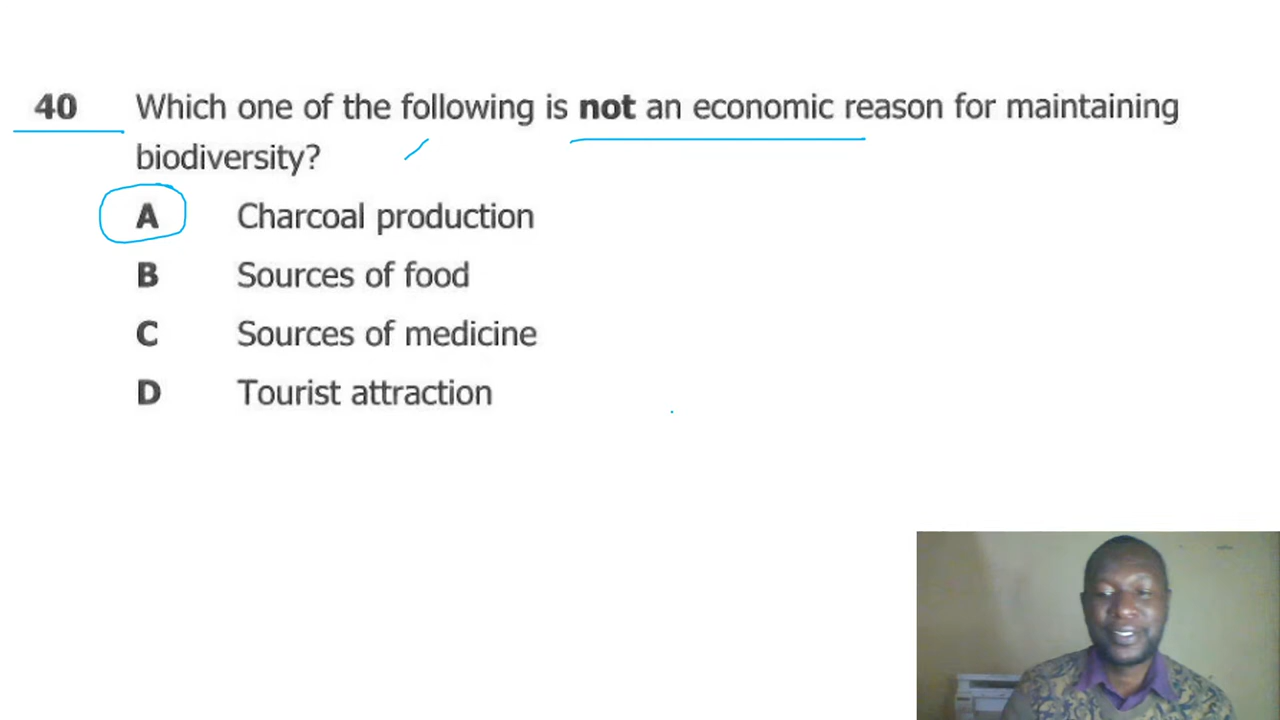 40 Which one of the following is not an economic reason for maintaining
biodiversity?
A Charcoal production
B Sources of food
C Sources of medicine
D Tourist attraction